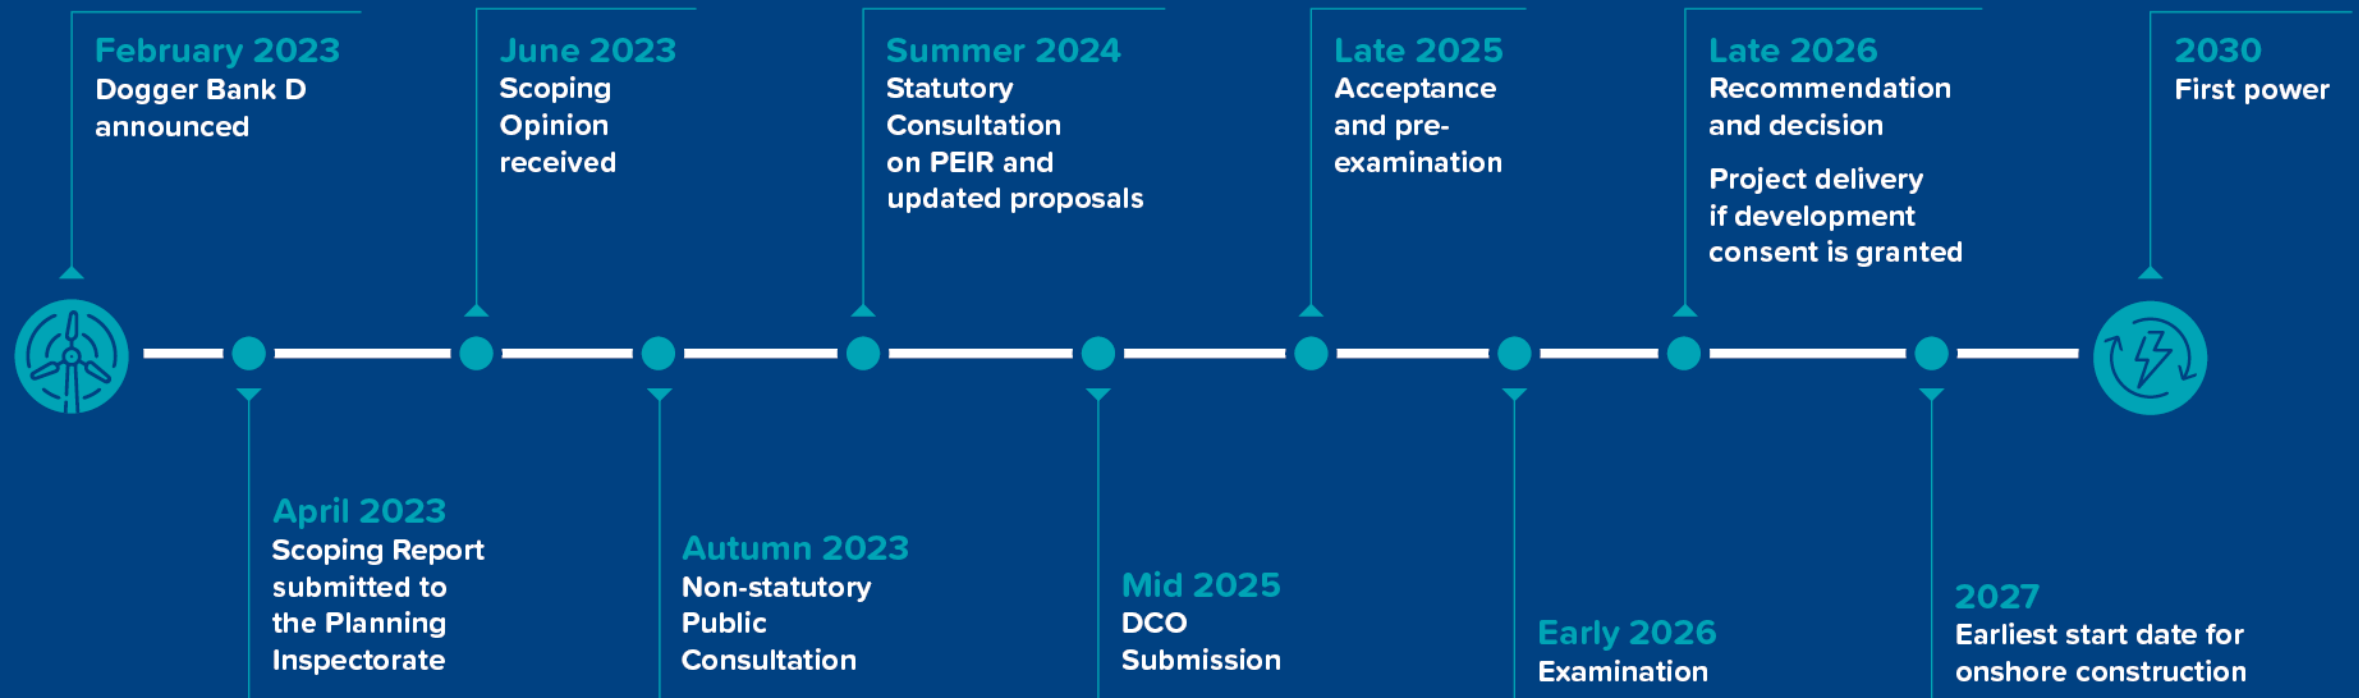 February 2023
Dogger Bank D
announced
April 2023
Scoping Report
submitted to
the Planning
Inspectorate
June 2023
Scoping
Opinion
received
Autumn 2023
Non-statutory
Public
Consultation
Summer 2024
Statutory
Consultation
on PEIR and
updated proposals
Mid 2025
DCO
Submission
Late 2025
Acceptance
and pre-
examination
Early 2026
Examination
Late 2026
Recommendation
and decision
Project delivery
if development
consent is granted
2027
Earliest start date for
onshore construction
2030
First power